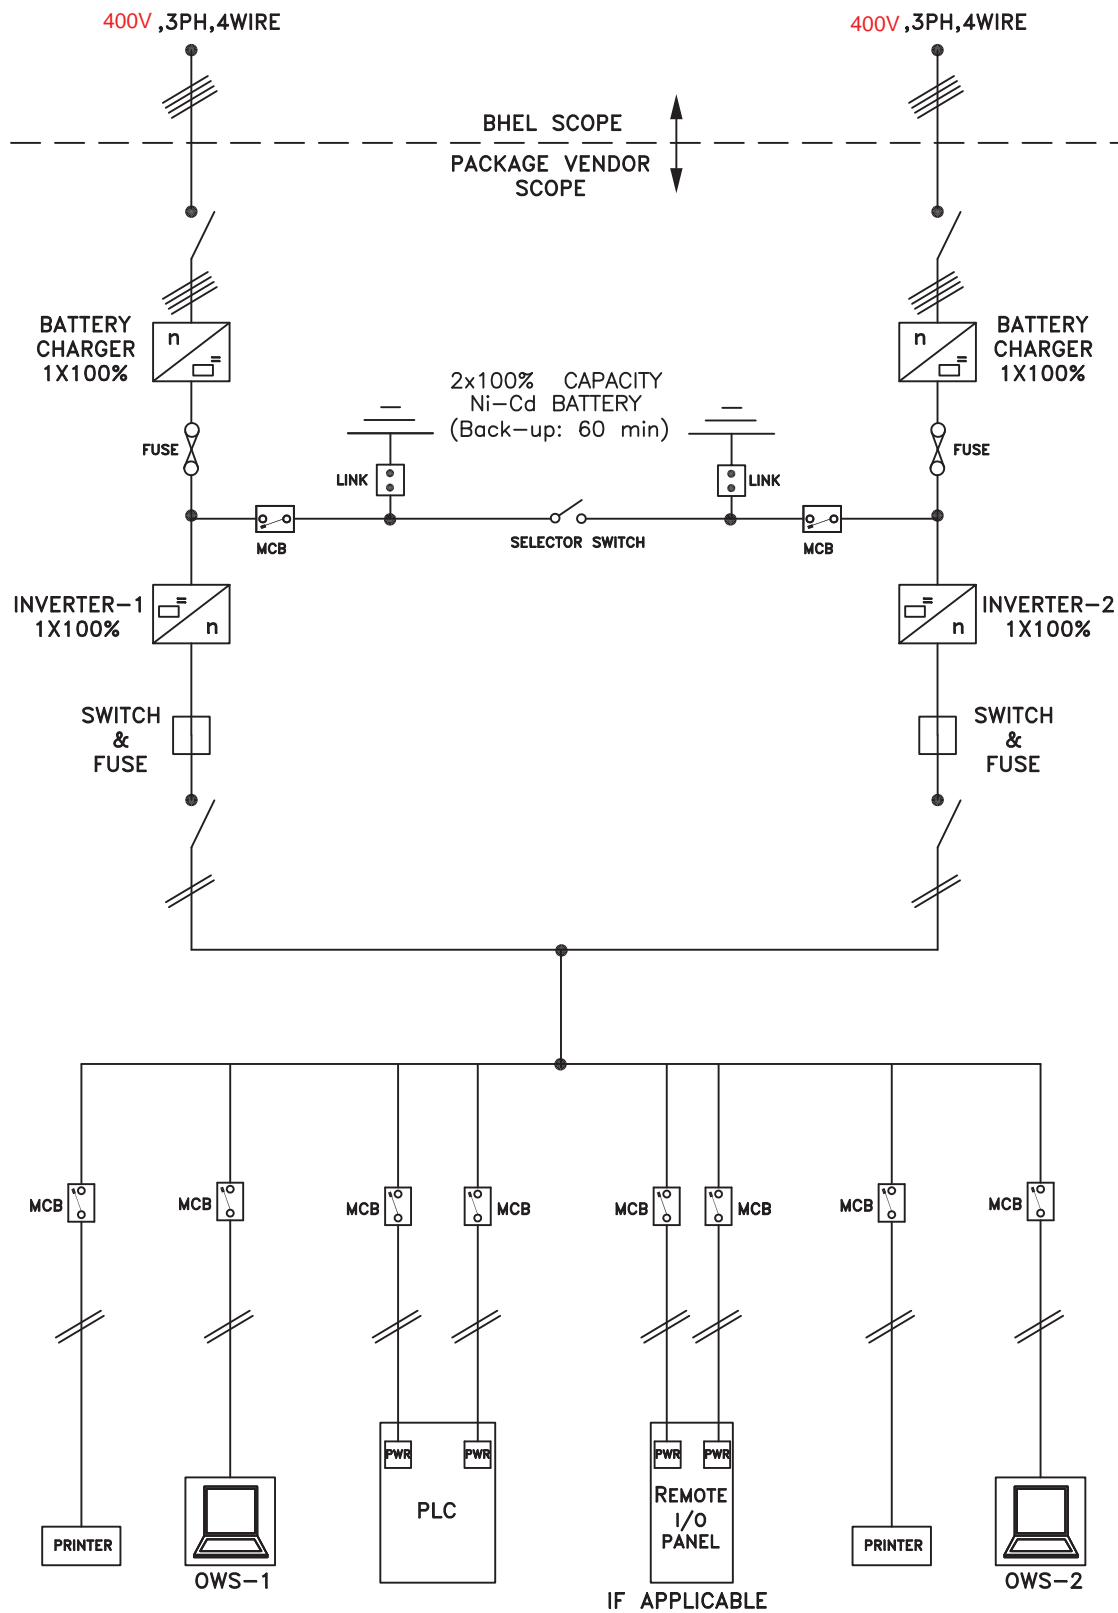 400V ,3PH,4WIRE
400V ,3PH,4WIRE
BHEL SCOPE
PACKAGE VENDOR
SCOPE
BATTERY
CHARGER
1X100%
n
=
n
=
BATTERY
CHARGER
1X100%
2x100% CAPACITY
Ni-Cd BATTERY
(Back-up: 60 min)
FUSE
FUSE
LINK
LINK
MCB
SELECTOR SWITCH
MCB
INVERTER-1
1X100%
=
n
=
n
INVERTER-2
1X100%
SWITCH
&
FUSE
SWITCH
&
FUSE
MCB
MCB
MCB
MCB
MCB
MCB
MCB
MCB
PWR
PWR
PWR
PWR
PLC
REMOTE
I/O
PANEL
PRINTER
PRINTER
OWS-1
OWS-2
IF APPLICABLE